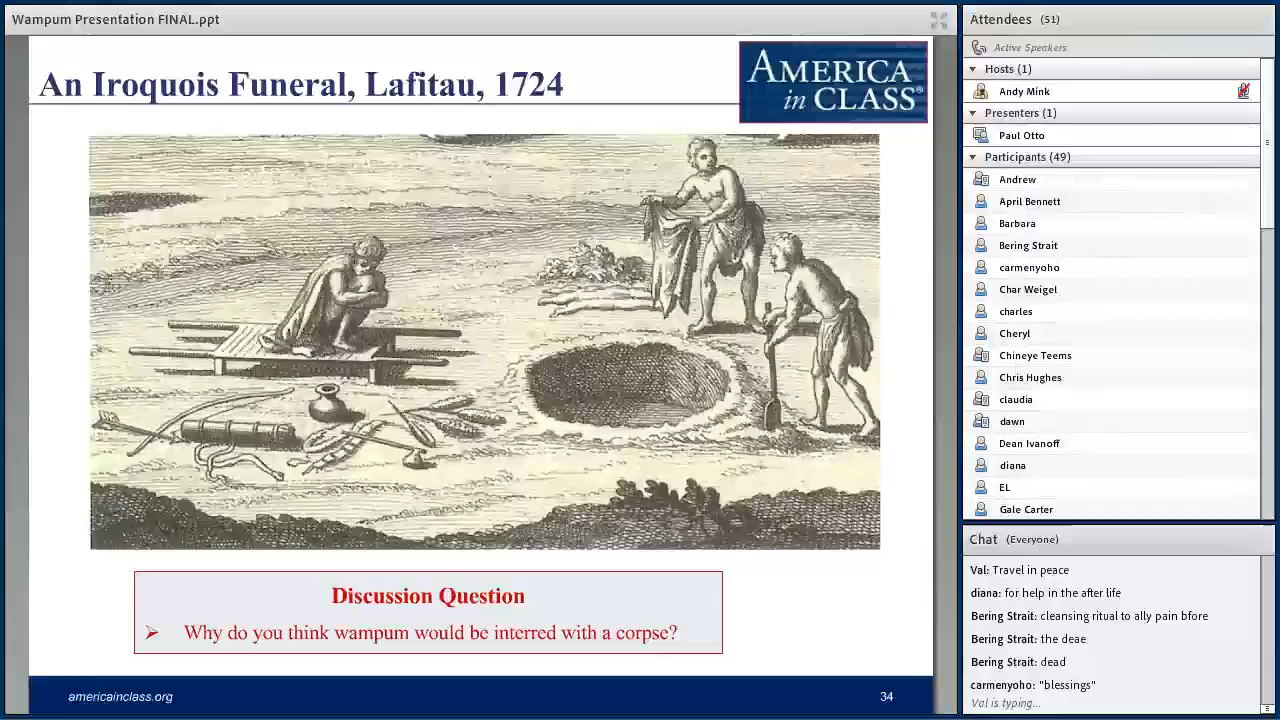 Wampum Presentation FINAL.ppt
An Iroquois Funeral, Lafitau, 1724
AMERICA
in CLASS®
Discussion Question
Why do you think wampum would be interred with a corpse?
americainclass.org
34
Attendees (51)
Active Speakers
Hosts (1)
Andy Mink
Presenters (1)
Paul Otto
Participants (49)
Andrew
April Bennett
Barbara
Bering Strait
carmenyoho
Char Weigel
charles
Cheryl
Chineye Teems
Chris Hughes
claudia
dawn
Dean Ivanoff
diana
EL
Gale Carter
Chat (Everyone)
Val: Travel in peace
diana: for help in the after life
Bering Strait: cleansing ritual to ally pain bfore
Bering Strait: the deae
Bering Strait: dead
carmenyoho: "blessings"
Val is typing...